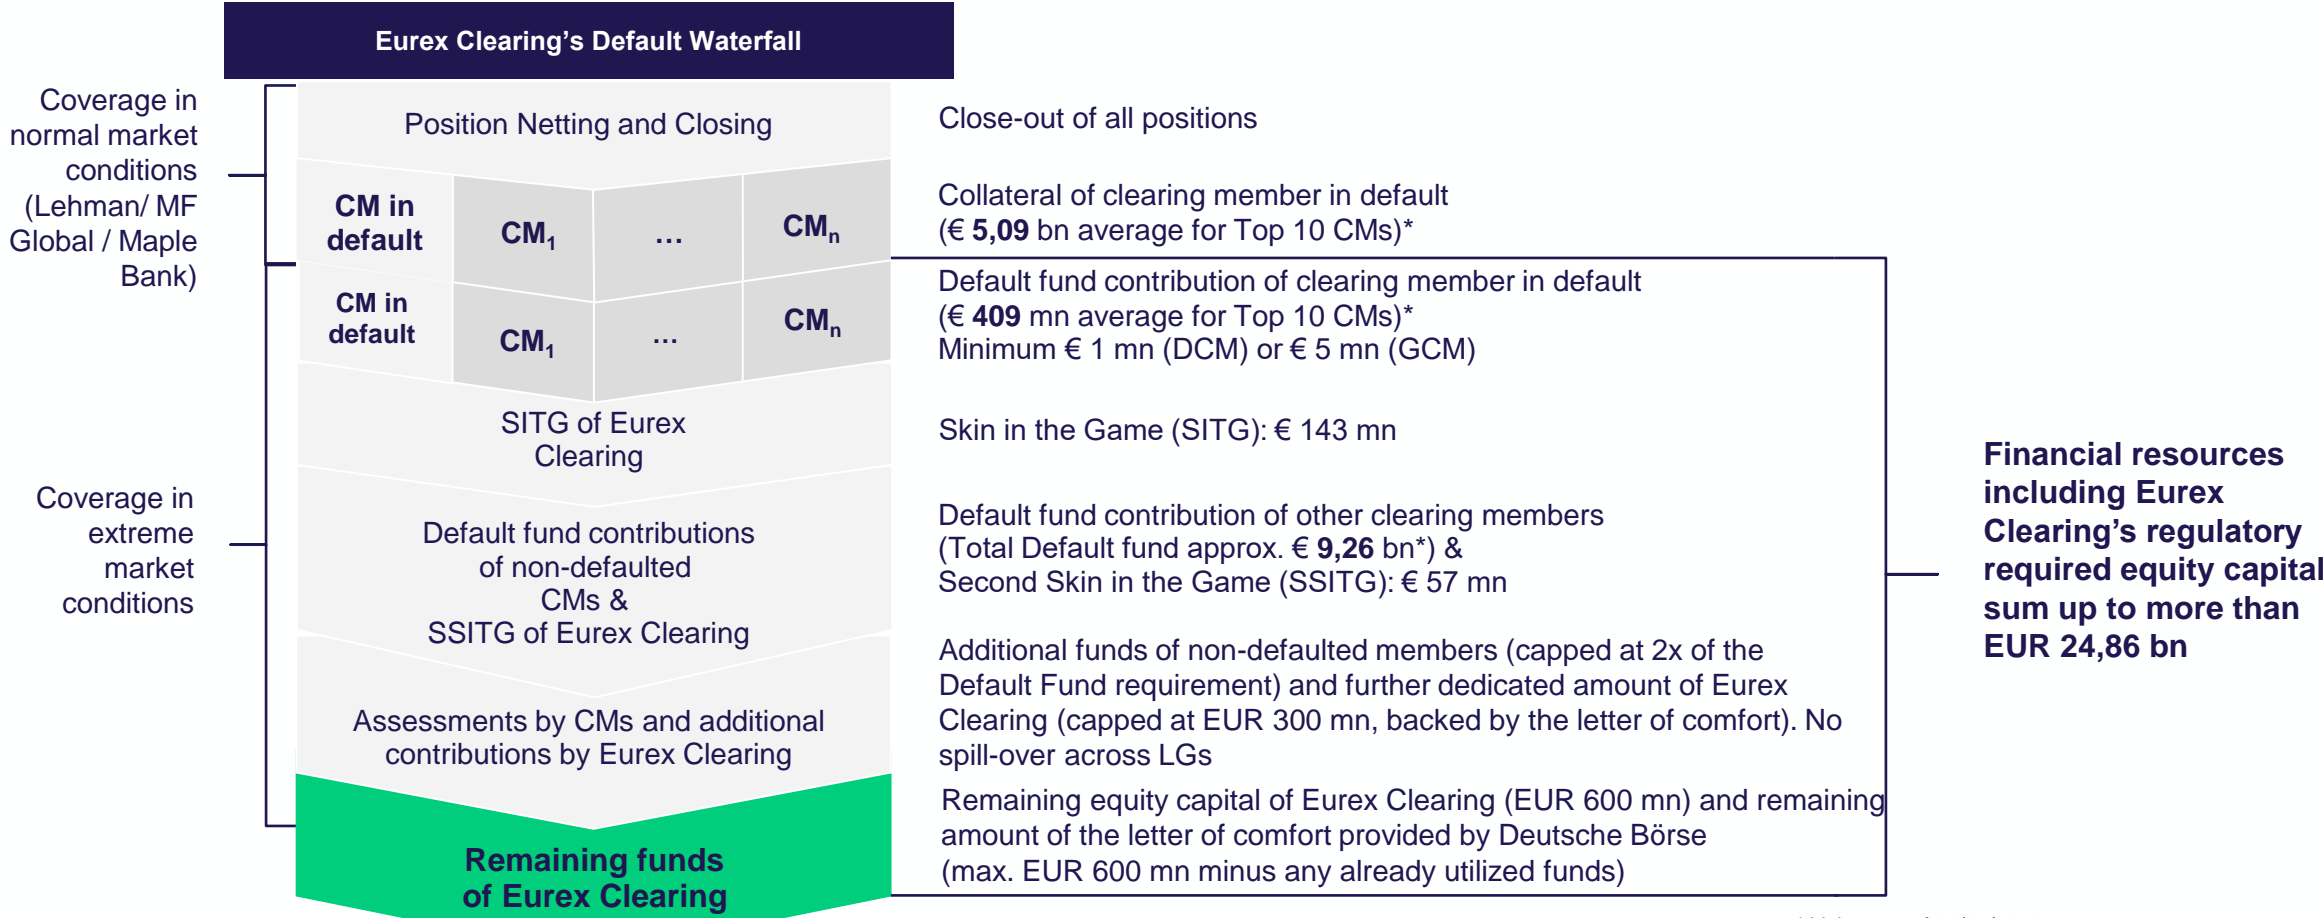 Eurex Clearing's Default Waterfall
Coverage in
normal market
conditions
(Lehman/ MF
Global / Maple
Bank)
Position Netting and Closing
Close-out of all positions
CM in
default
CM1
...
CMn
Collateral of clearing member in default
(€ 5,09 bn average for Top 10 CMs)*
CM in
default
CM1
...
CMn
Default fund contribution of clearing member in default
(€ 409 mn average for Top 10 CMs)*
Minimum € 1 mn (DCM) or € 5 mn (GCM)
Coverage in
extreme
market
conditions
SITG of Eurex
Clearing
Skin in the Game (SITG): € 143 mn
Default fund contributions
of non-defaulted
CMs &
SSITG of Eurex Clearing
Default fund contribution of other clearing members
(Total Default fund approx. € 9,26 bn*) &
Second Skin in the Game (SSITG): € 57 mn
Assessments by CMs and additional
contributions by Eurex Clearing
Additional funds of non-defaulted members (capped at 2x of the
Default Fund requirement) and further dedicated amount of Eurex
Clearing (capped at EUR 300 mn, backed by the letter of comfort). No
spill-over across LGs
Remaining funds
of Eurex Clearing
Remaining equity capital of Eurex Clearing (EUR 600 mn) and remaining
amount of the letter of comfort provided by Deutsche Börse
(max. EUR 600 mn minus any already utilized funds)
Financial resources
including Eurex
Clearing's regulatory
required equity capital
sum up to more than
EUR 24,86 bn